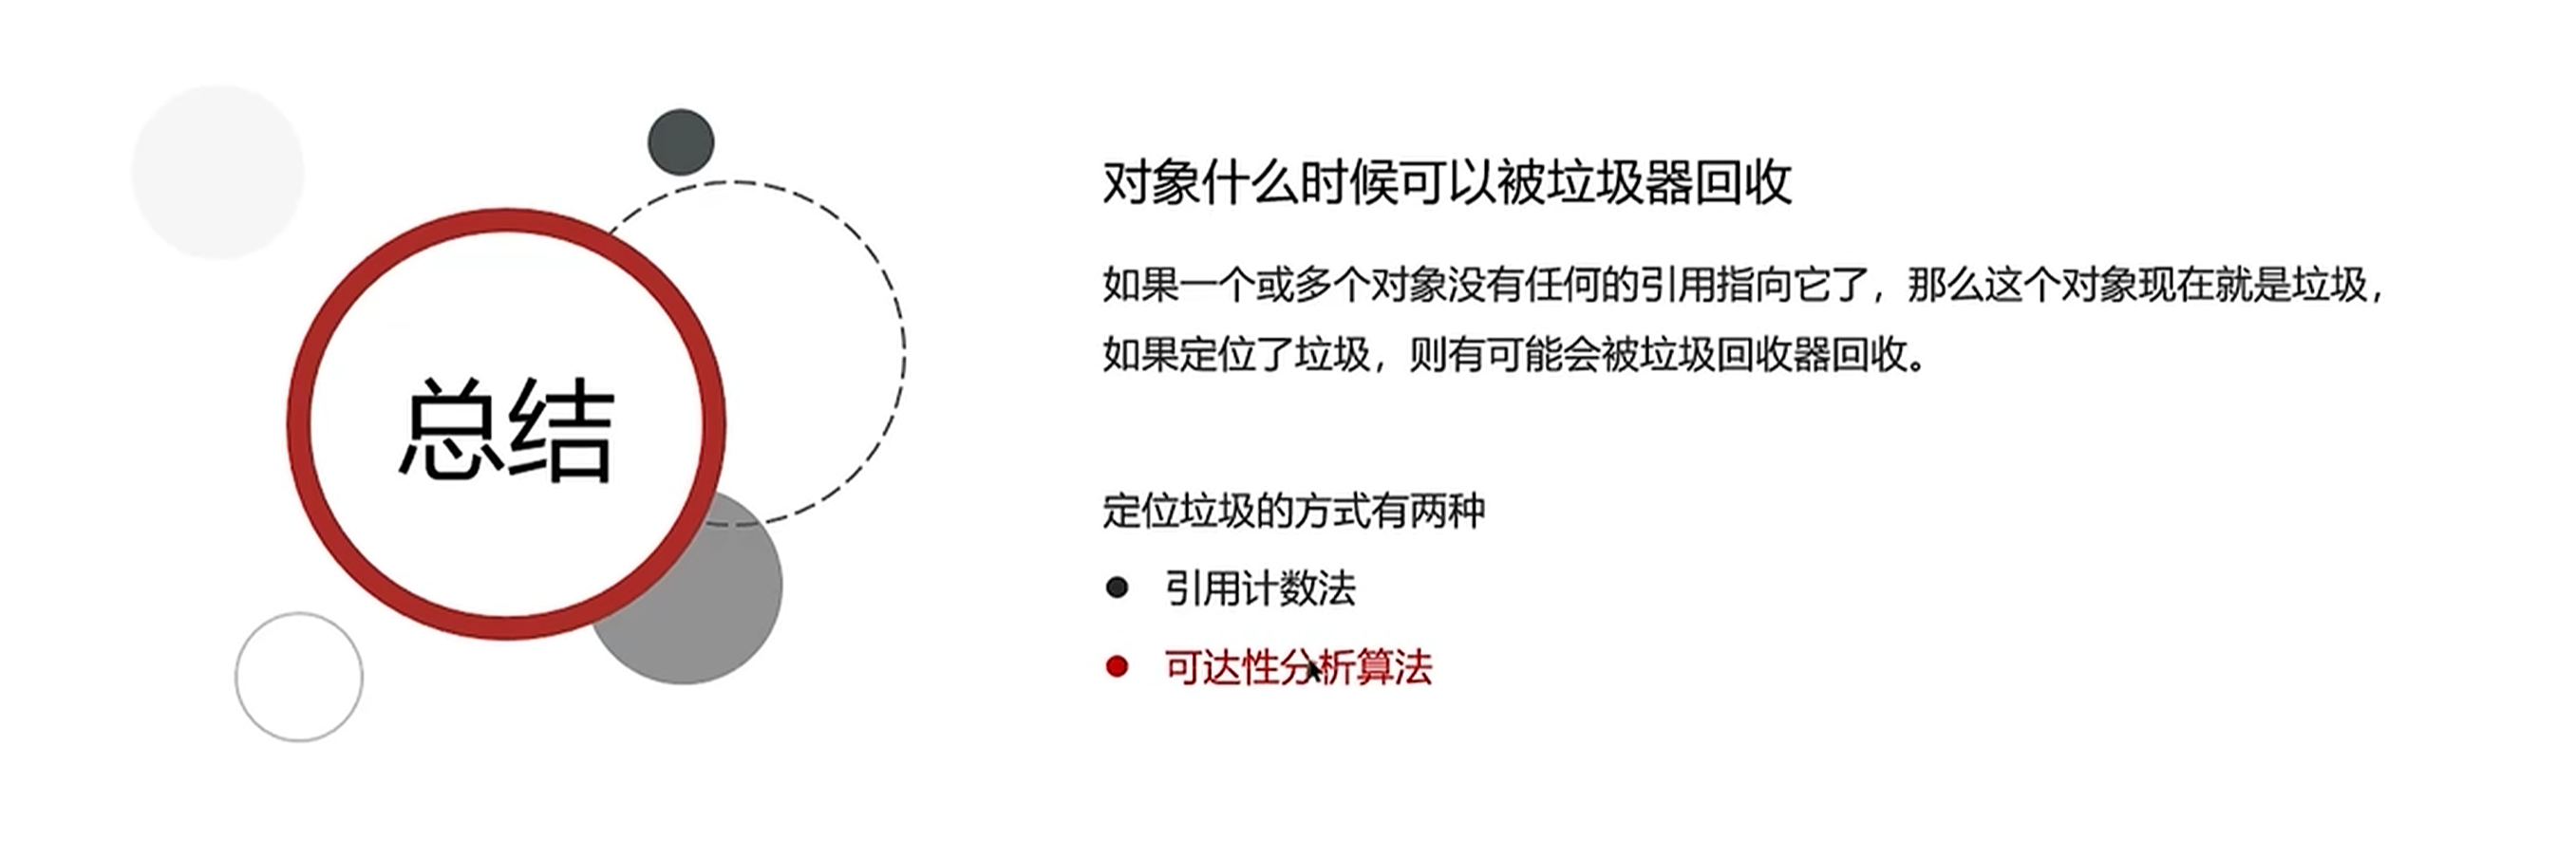 总结
对象什么时候可以被垃圾器回收
如果一个或多个对象没有任何的引用指向它了，那么这个对象现在就是垃圾，
如果定位了垃圾，则有可能会被垃圾回收器回收。
定位垃圾的方式有两种
引用计数法
可达性分析算法